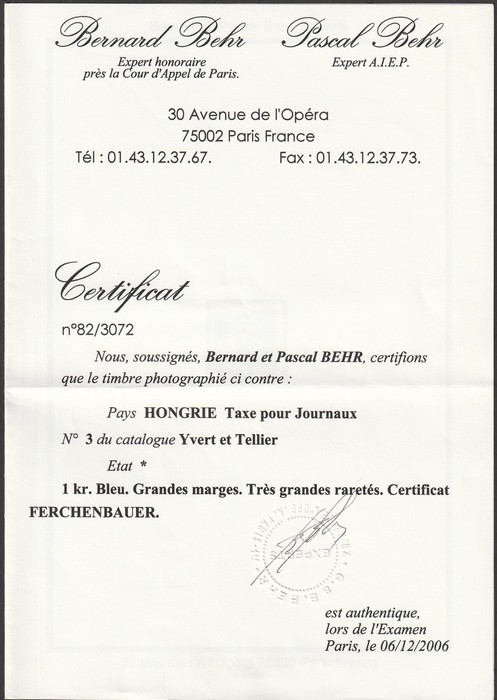 Bernard Behr Pascal Behr
Expert honoraire Expert A.I.E.P.
près la Cour d'Appel de Paris.
30 Avenue de l'Opéra
75002 Paris France
Tél : 01.43.12.37.67. Fax : 01.43.12.37.73.
Certificat
n°82/3072
Nous, soussignés, Bernard et Pascal BEHR, certifions
que le timbre photographié ci contre :
Pays HONGRIE Taxe pour Journaux
N° 3 du catalogue Yvert et Tellier
Etat *
1 kr. Bleu. Grandes marges. Très grandes raretés. Certificat
FERCHENBAUER.
EXPERTS
est authentique,
lors de l'Examen
Paris, le 06/12/2006